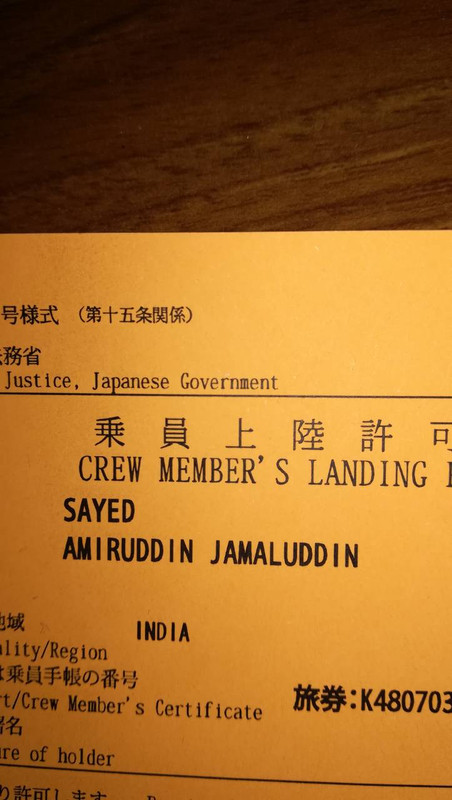 号様式 (第十五条関係)
務省
Justice, Japanese Government
乗員上陸許可
CREW MEMBER'S LANDING
SAYED
AMIRUDDIN JAMALUDDIN
地域 INDIA
ality/Region
は乗員手帳の番号
rt/Crew Member's Certificate 旅券:K480703
署名
ure of holder
り許可します